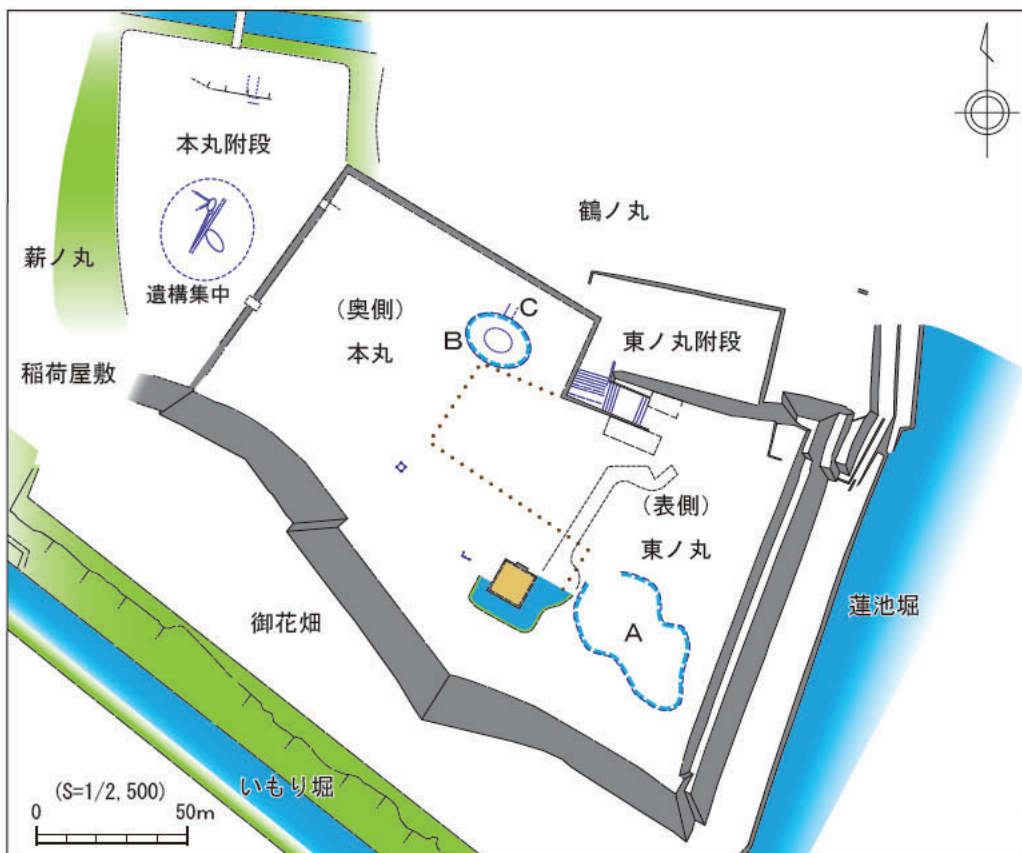 本丸附段
鶴ノ丸
薪ノ丸
遺構集中
(奥側)
本丸
C
B
東ノ丸附段
稲荷屋敷
(表側)
東ノ丸
蓮池堀
御花畑
A
いもり堀
(S=1/2,500)
0 50m